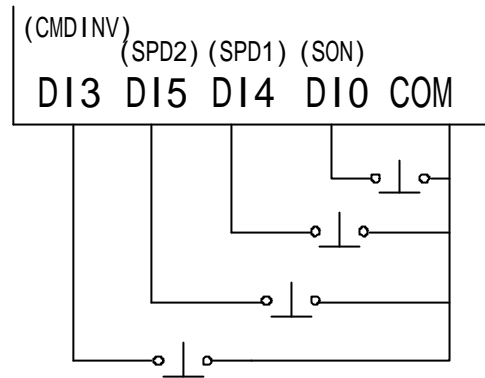 (CMDINV)
(SPD2) (SPD1) (SON)
DI3 DI5 DI4 DI0 COM